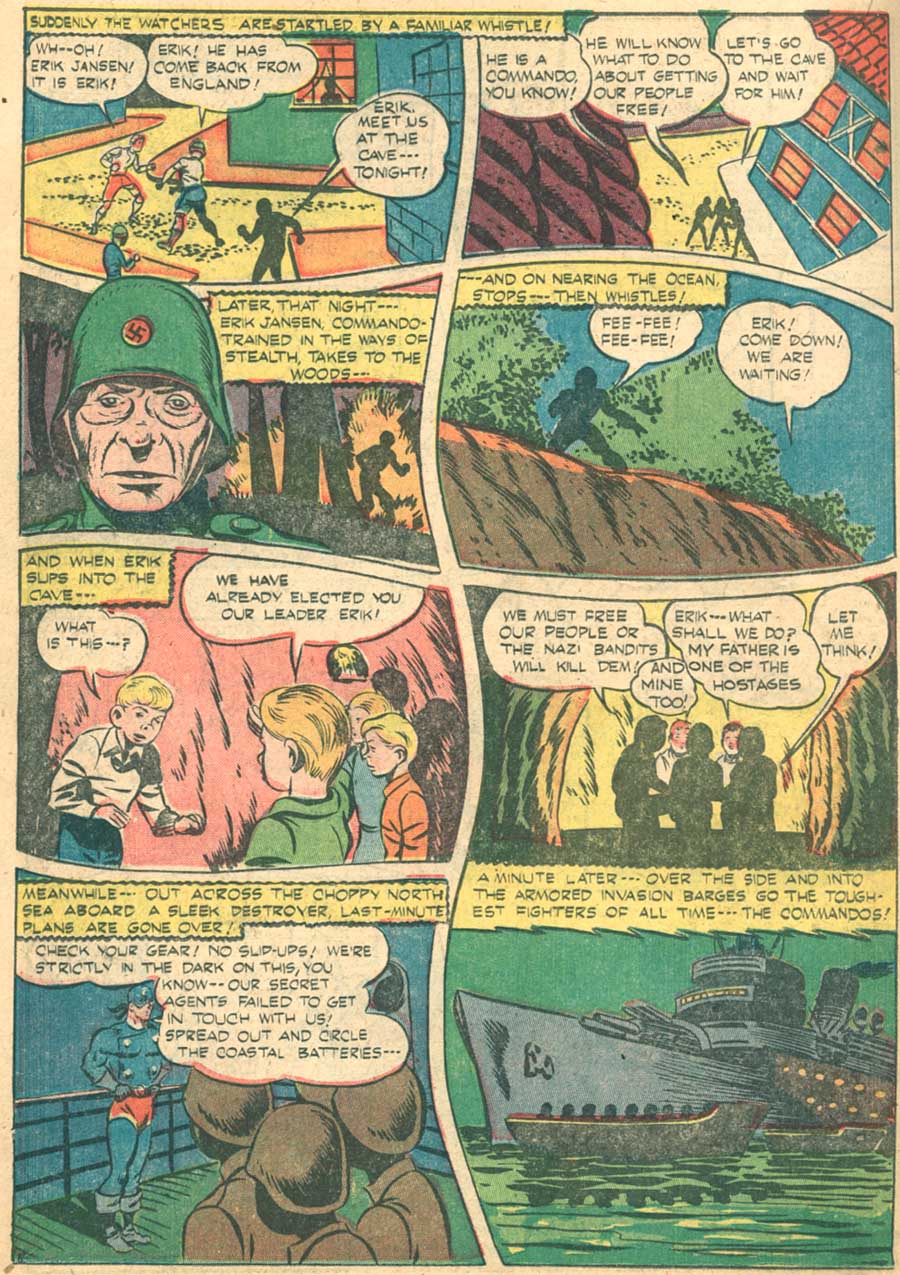 SUDDENLY THE WATCHERS ARE STARTLED BY A FAMILIAR WHISTLE!
WH--OH!
ERIK JANSEN!
IT IS ERIK!
ERIK! HE HAS
COME BACK FROM
ENGLAND!
ERIK,
MEET US
AT THE
CAVE---
TONIGHT!
HE IS A
COMMANDO,
YOU KNOW!
HE WILL KNOW
WHAT TO DO
ABOUT GETTING
OUR PEOPLE
FREE!
LET'S GO
TO THE CAVE
AND WAIT
FOR HIM!
LATER, THAT NIGHT---
ERIK JANSEN, COMMANDO-
TRAINED IN THE WAYS OF
STEALTH, TAKES TO THE
WOODS---
---AND ON NEARING THE OCEAN,
STOPS---THEN WHISTLES!
FEE-FEE!
FEE-FEE!
ERIK!
COME DOWN!
WE ARE
WAITING!
AND WHEN ERIK
SLIPS INTO THE
CAVE---
WHAT
IS THIS--?
WE HAVE
ALREADY ELECTED YOU
OUR LEADER ERIK!
WE MUST FREE
OUR PEOPLE OR
THE NAZI BANDITS
WILL KILL DEM!
AND
MINE
TOO!
ERIK---WHAT
SHALL WE DO?
MY FATHER IS
ONE OF THE
HOSTAGES
LET
ME
THINK!
MEANWHILE--- OUT ACROSS THE CHOPPY NORTH
SEA ABOARD A SLEEK DESTROYER, LAST-MINUTE
PLANS ARE GONE OVER!
CHECK YOUR GEAR! NO SLIP-UPS! WE'RE
STRICTLY IN THE DARK ON THIS, YOU
KNOW--OUR SECRET
AGENTS FAILED TO GET
IN TOUCH WITH US!
SPREAD OUT AND CIRCLE
THE COASTAL BATTERIES---
A MINUTE LATER--- OVER THE SIDE AND INTO
THE ARMORED INVASION BARGES GO THE TOUGH-
EST FIGHTERS OF ALL TIME---THE COMMANDOS!